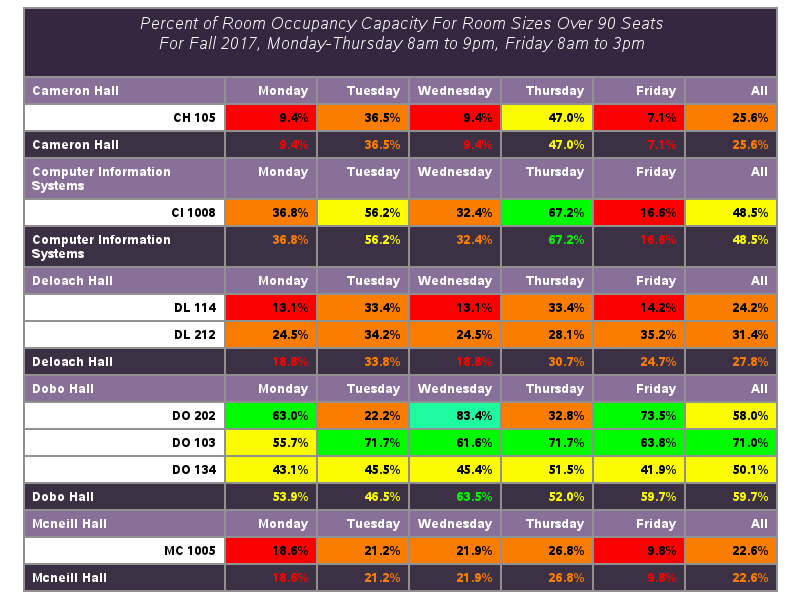 Percent of Room Occupancy Capacity For Room Sizes Over 90 Seats
For Fall 2017, Monday-Thursday 8am to 9pm, Friday 8am to 3pm
Cameron Hall Monday Tuesday Wednesday Thursday Friday All
CH 105 9.4% 36.5% 9.4% 47.0% 7.1% 25.6%
Cameron Hall 9.4% 36.5% 9.4% 47.0% 7.1% 25.6%
Computer Information Monday Tuesday Wednesday Thursday Friday All
Systems
CI 1008 36.8% 56.2% 32.4% 67.2% 16.6% 48.5%
Computer Information 36.8% 56.2% 32.4% 67.2% 16.6% 48.5%
Systems
Deloach Hall Monday Tuesday Wednesday Thursday Friday All
DL 114 13.1% 33.4% 13.1% 33.4% 14.2% 24.2%
DL 212 24.5% 34.2% 24.5% 28.1% 35.2% 31.4%
Deloach Hall 18.8% 33.8% 18.8% 30.7% 24.7% 27.8%
Dobo Hall Monday Tuesday Wednesday Thursday Friday All
DO 202 63.0% 22.2% 83.4% 32.8% 73.5% 58.0%
DO 103 55.7% 71.7% 61.6% 71.7% 63.8% 71.0%
DO 134 43.1% 45.5% 45.4% 51.5% 41.9% 50.1%
Dobo Hall 53.9% 46.5% 63.5% 52.0% 59.7% 59.7%
Mcneill Hall Monday Tuesday Wednesday Thursday Friday All
MC 1005 18.6% 21.2% 21.9% 26.8% 9.8% 22.6%
Mcneill Hall 18.6% 21.2% 21.9% 26.8% 9.8% 22.6%